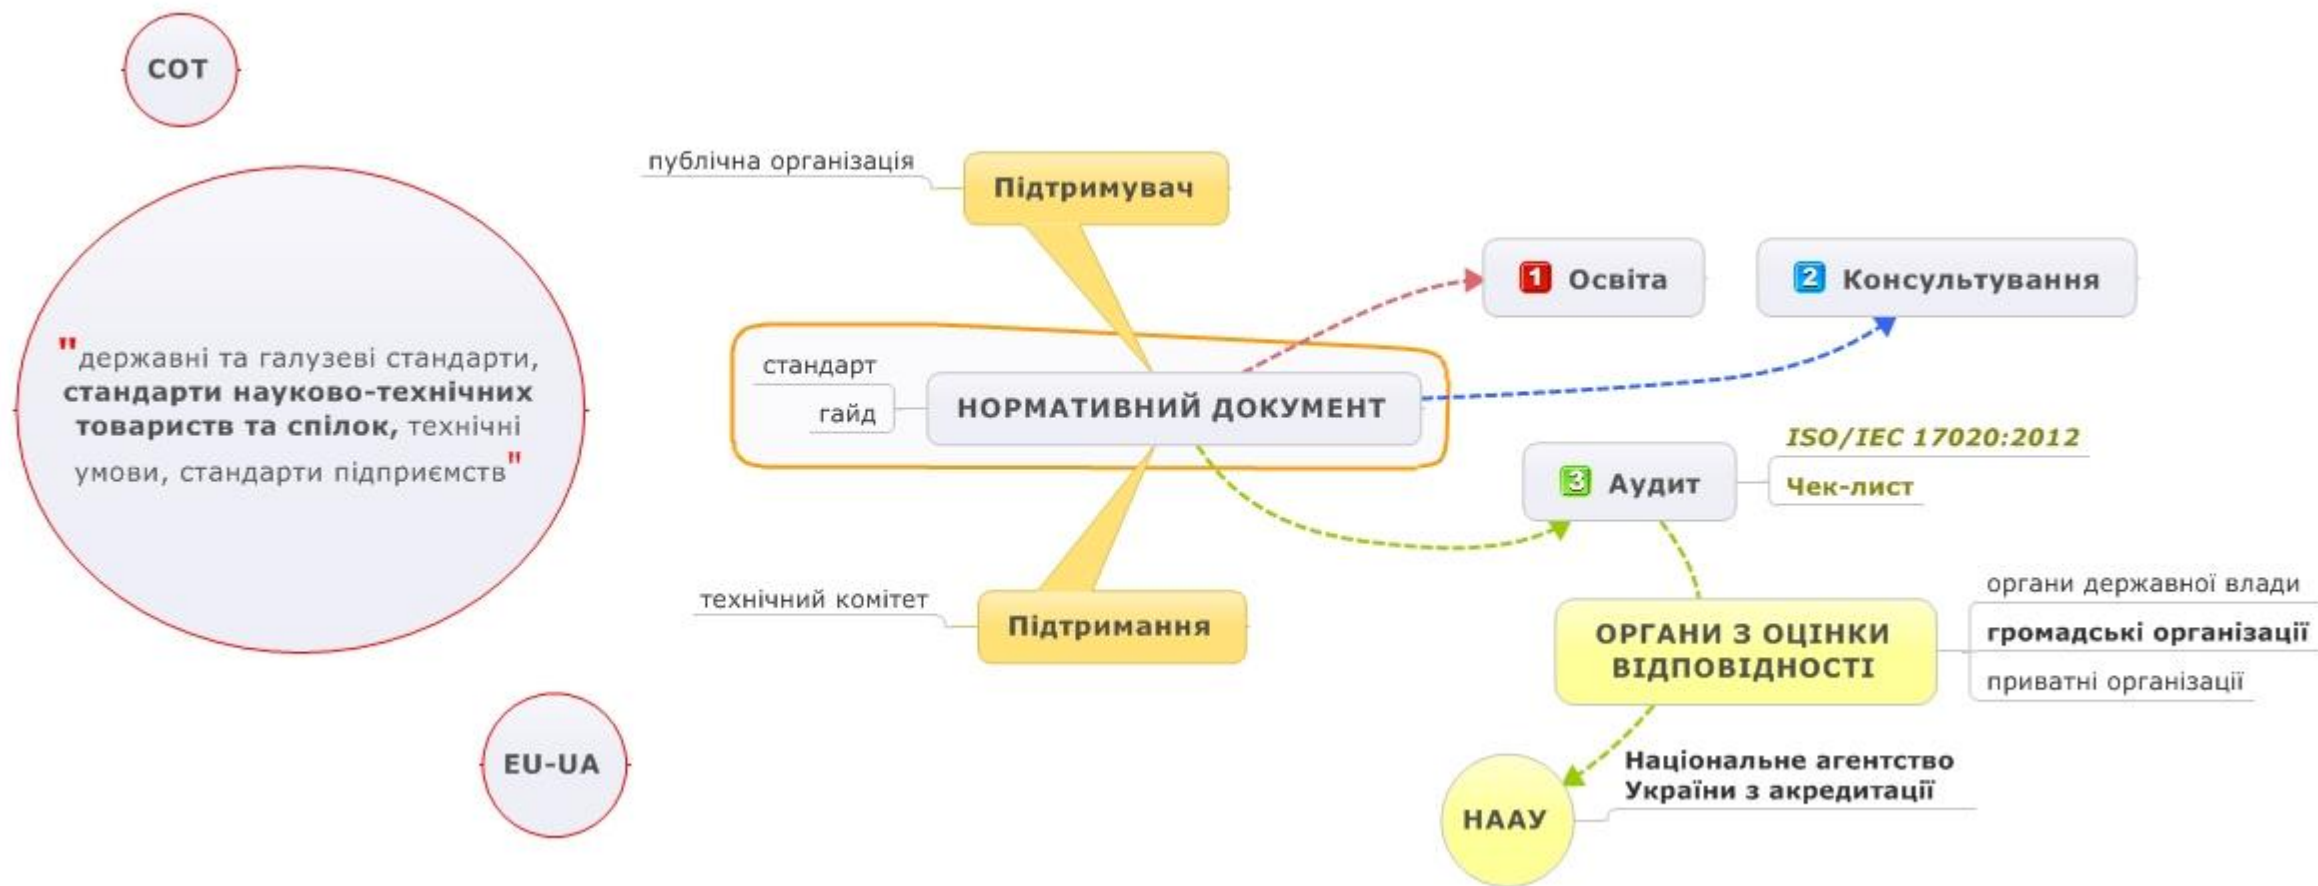 СОТ
"державні та галузеві стандарти,
стандарти науково-технічних
товариств та спілок, технічні
умови, стандарти підприємств"
EU-UA
публічна організація
Підтримувач
стандарт
гайд
НОРМАТИВНИЙ ДОКУМЕНТ
технічний комітет
Підтримання
1 Освіта
2 Консультування
3 Аудит
ISO/IEC 17020:2012
Чек-лист
ОРГАНИ З ОЦІНКИ
ВІДПОВІДНОСТІ
органи державної влади
громадські організації
приватні організації
НААУ
Національне агентство
України з акредитації